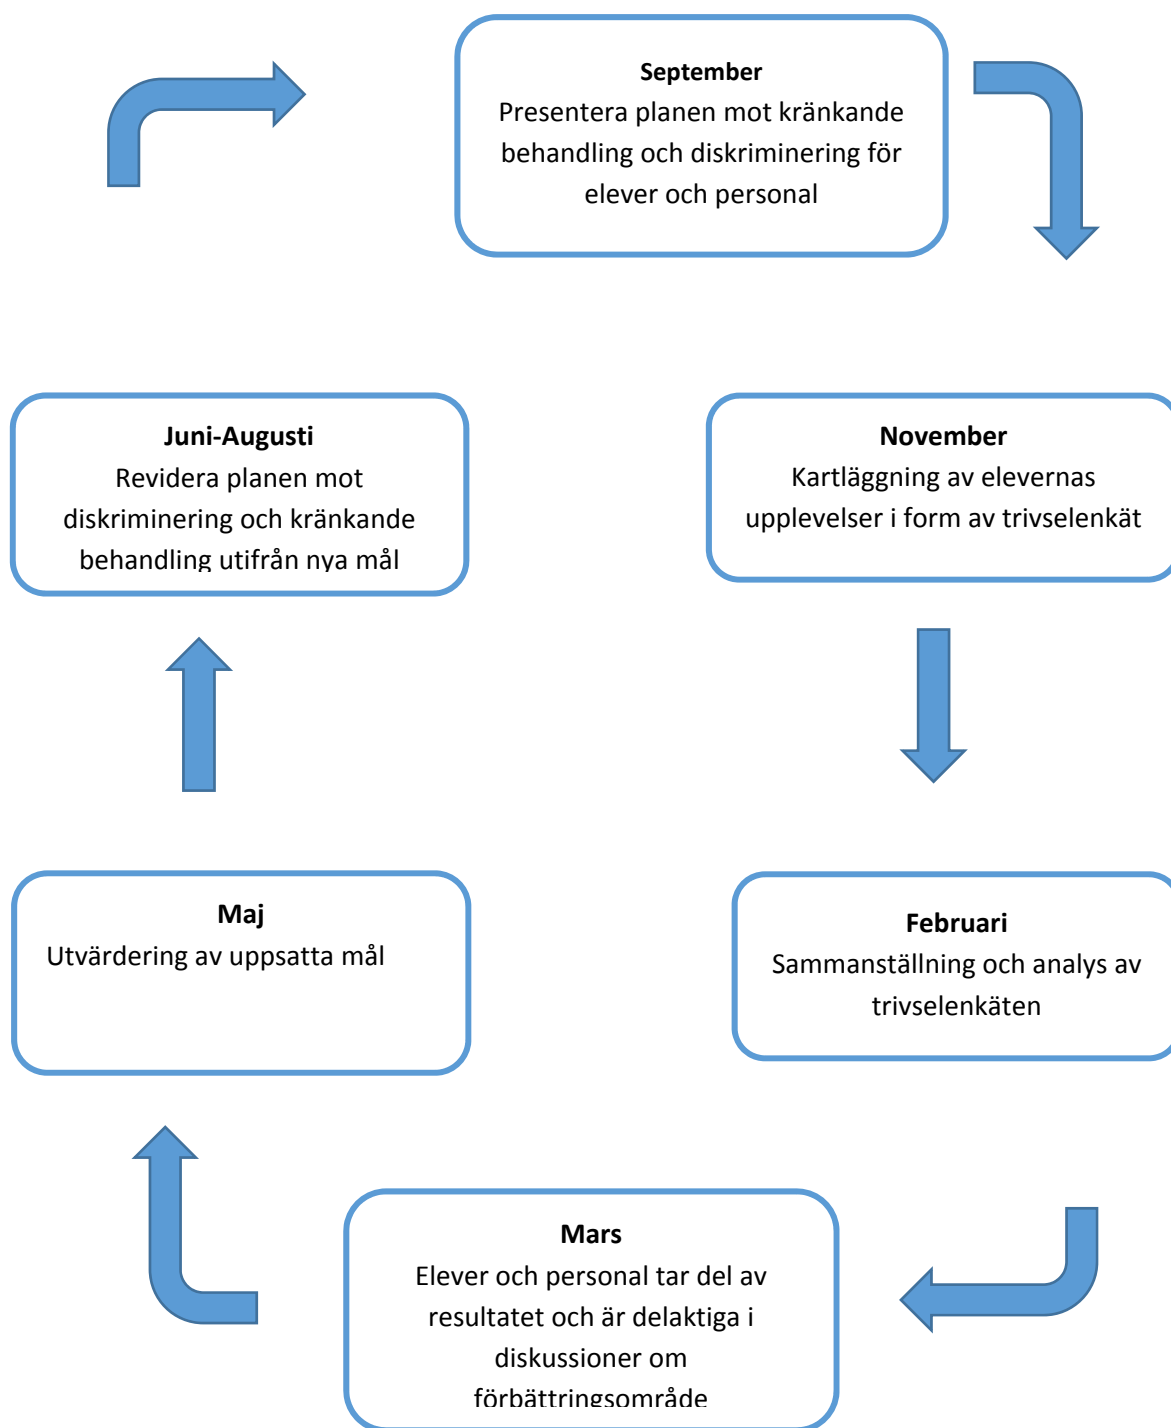 September
Presentera planen mot kränkande
behandling och diskriminering för
elever och personal
November
Kartläggning av elevernas
upplevelser i form av trivselenkät
Februari
Sammanställning och analys av
trivselenkäten
Mars
Elever och personal tar del av
resultatet och är delaktiga i
diskussioner om
förbättringsområde
Maj
Utvärdering av uppsatta mål
Juni-Augusti
Revidera planen mot
diskriminering och kränkande
behandling utifrån nya mål